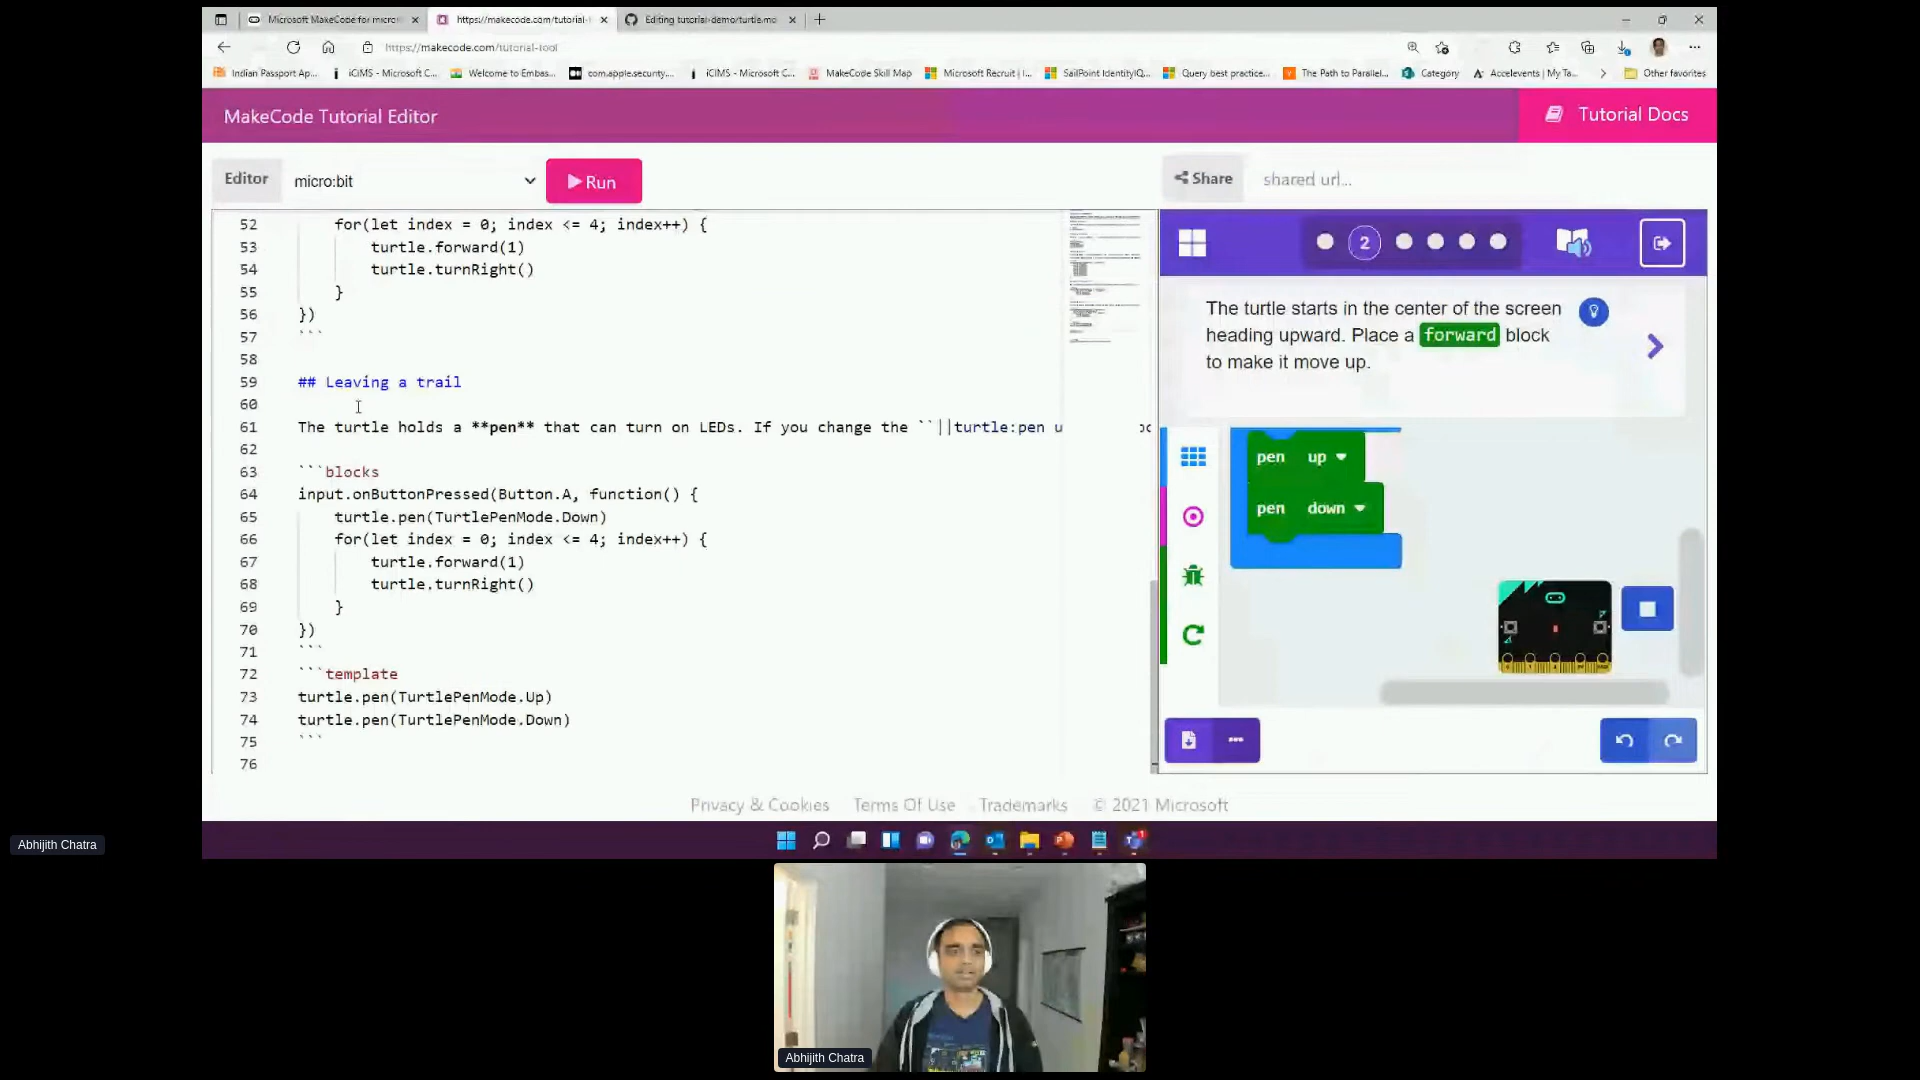 Microsoft MakeCode for micro:
https://makecode.com/tutorial-
Editing tutorial-demo/turtle.md
https://makecode.com/tutorial-tool
Indian Passport Ap...
iCIMS - Microsoft C...
Welcome to Embas...
com.apple.security,...
iCIMS - Microsoft C...
MakeCode Skill Map
Microsoft Recruit | I...
SailPoint IdentityIQ...
Query best practice...
The Path to Parallel...
Category
Accelevents | My Ta...
Other favorites
MakeCode Tutorial Editor
Tutorial Docs
Editor
micro:bit
Run
Share
shared url...
52 for(let index = 0; index <= 4; index++) {
53 turtle.forward(1)
54 turtle.turnRight()
55 }
56 })
57 ```
58
59 ## Leaving a trail
60
61 The turtle holds a **pen** that can turn on LEDs. If you change the ``||turtle:pen u
62
63 ```blocks
64 input.onButtonPressed(Button.A, function() {
65 turtle.pen(TurtlePenMode.Down)
66 for(let index = 0; index <= 4; index++) {
67 turtle.forward(1)
68 turtle.turnRight()
69 }
70 })
71 ```
72 ```template
73 turtle.pen(TurtlePenMode.Up)
74 turtle.pen(TurtlePenMode.Down)
75 ```
76
2
The turtle starts in the center of the screen
heading upward. Place a forward block
to make it move up.
pen up
pen down
Privacy & Cookies Terms Of Use Trademarks © 2021 Microsoft
Abhijith Chatra
Abhijith Chatra